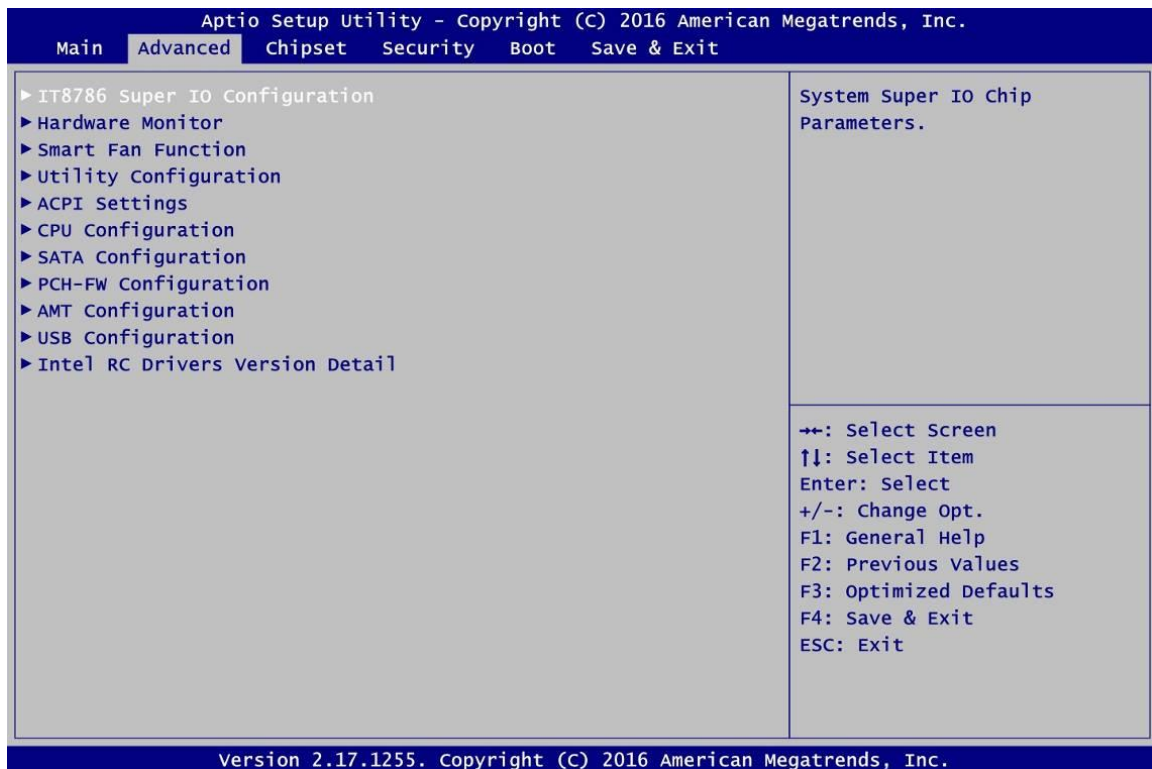 Aptio Setup Utility - Copyright (C) 2016 American Megatrends, Inc.
Main Advanced Chipset Security Boot Save & Exit
►IT8786 Super IO Configuration
►Hardware Monitor
►Smart Fan Function
►Utility Configuration
►ACPI Settings
►CPU Configuration
►SATA Configuration
►PCH-FW Configuration
►AMT Configuration
►USB Configuration
►Intel RC Drivers Version Detail
System Super IO Chip
Parameters.
→←: Select Screen
↑↓: Select Item
Enter: Select
+/-: Change Opt.
F1: General Help
F2: Previous Values
F3: Optimized Defaults
F4: Save & Exit
ESC: Exit
Version 2.17.1255. Copyright (C) 2016 American Megatrends, Inc.